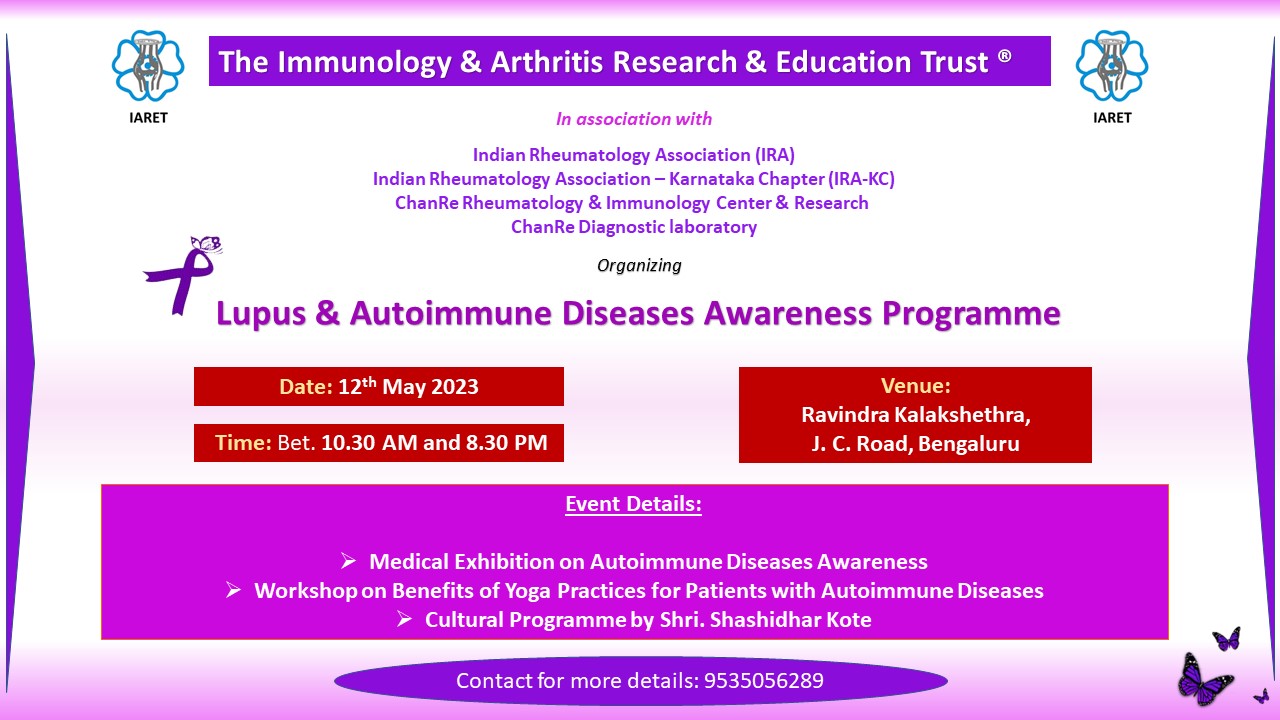 The Immunology & Arthritis Research & Education Trust ®
IARET
IARET
In association with
Indian Rheumatology Association (IRA)
Indian Rheumatology Association – Karnataka Chapter (IRA-KC)
ChanRe Rheumatology & Immunology Center & Research
ChanRe Diagnostic laboratory
Organizing
Lupus & Autoimmune Diseases Awareness Programme
Date: 12th May 2023
Time: Bet. 10.30 AM and 8.30 PM
Venue:
Ravindra Kalakshethra,
J. C. Road, Bengaluru
Event Details:
➢ Medical Exhibition on Autoimmune Diseases Awareness
➢ Workshop on Benefits of Yoga Practices for Patients with Autoimmune Diseases
➢ Cultural Programme by Shri. Shashidhar Kote
Contact for more details: 9535056289